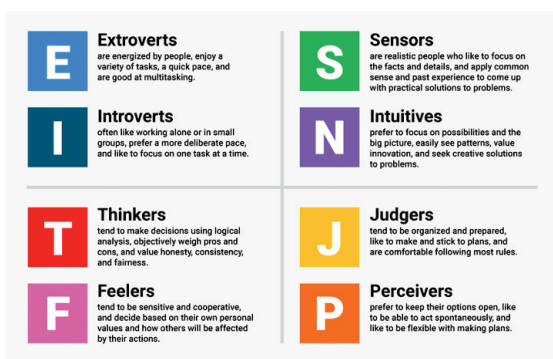 E
Extroverts
are energized by people, enjoy a
variety of tasks, a quick pace, and
are good at multitasking.
I
Introverts
often like working alone or in small
groups, prefer a more deliberate pace,
and like to focus on one task at a time.
S
Sensors
are realistic people who like to focus on
the facts and details, and apply common
sense and past experience to come up
with practical solutions to problems.
N
Intuitives
prefer to focus on possibilities and the
big picture, easily see patterns, value
innovation, and seek creative solutions
to problems.
T
Thinkers
tend to make decisions using logical
analysis, objectively weigh pros and
cons, and value honesty, consistency,
and fairness.
F
Feelers
tend to be sensitive and cooperative,
and decide based on their own personal
values and how others will be affected
by their actions.
J
Judgers
tend to be organized and prepared,
like to make and stick to plans, and
are comfortable following most rules.
P
Perceivers
prefer to keep their options open, like
to be able to act spontaneously, and
like to be flexible with making plans.